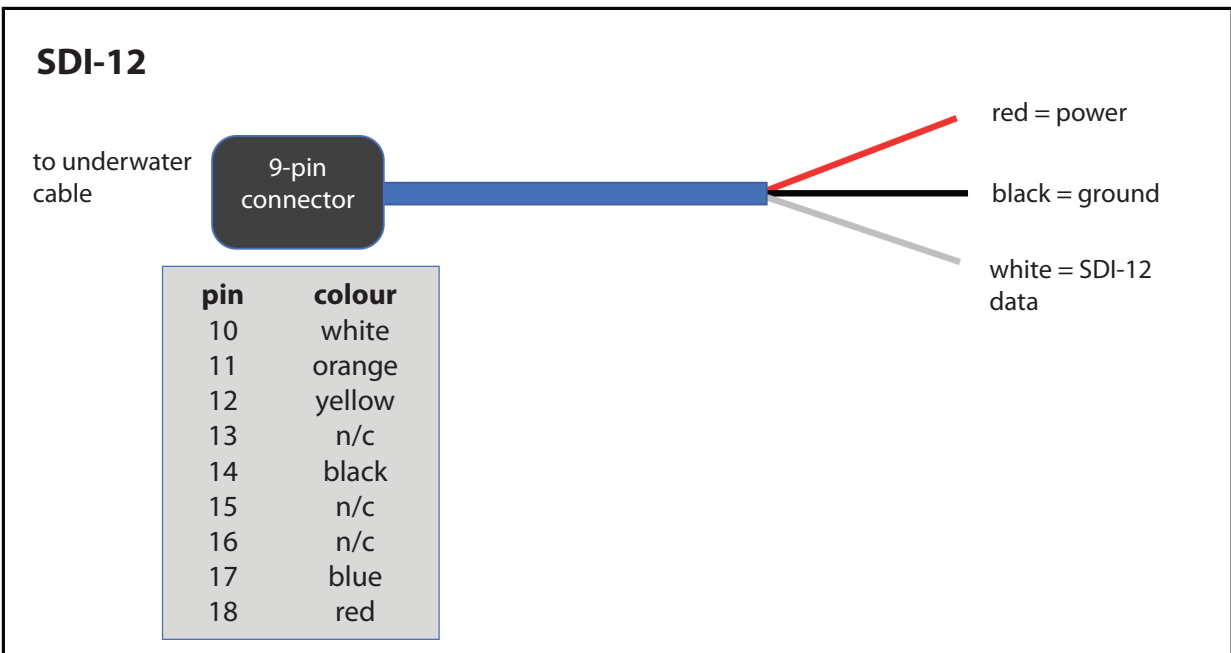 SDI-12
to underwater
cable
9-pin
connector
red = power
black = ground
white = SDI-12
data
pin colour
10 white
11 orange
12 yellow
13 n/c
14 black
15 n/c
16 n/c
17 blue
18 red